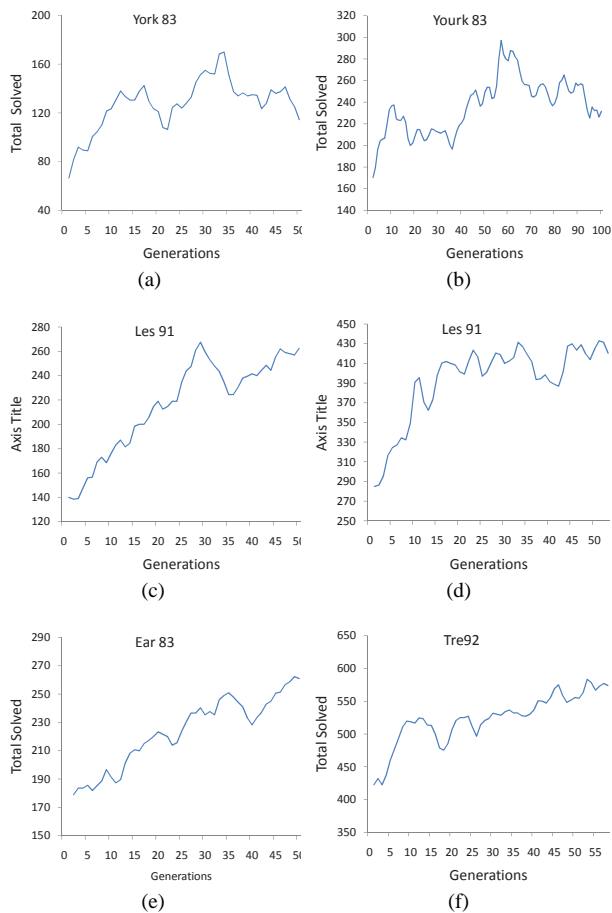 York 83
200
160
120
80
40
Total Solved
0 5 10 15 20 25 30 35 40 45 50
Generations
(a)
Yourk 83
320
300
280
260
240
220
200
180
160
140
Total Solved
0 10 20 30 40 50 60 70 80 90 100
Generations
(b)
Les 91
280
260
240
220
200
180
160
140
120
Axis Title
0 5 10 15 20 25 30 35 40 45 50
Generations
(c)
Les 91
450
430
410
390
370
350
330
310
290
270
250
Axis Title
0 5 10 15 20 25 30 35 40 45 50
Generations
(d)
Ear 83
290
270
250
230
210
190
170
150
Total Solved
0 5 10 15 20 25 30 35 40 45 50
Generations
(e)
Tre92
650
600
550
500
450
400
350
Total Solved
0 5 10 15 20 25 30 35 40 45 50 55
Generations
(f)